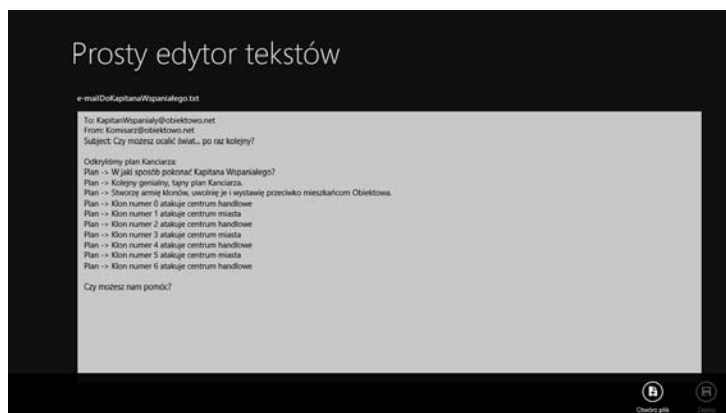 Prosty edytor tekstów
e-mailDoKapitanaWspanialego.txt
To: KapitanWspanialy@obiektowo.net
From: Komisarz@obiektowo.net
Subject: Czy możesz ocalić świat... po raz kolejny?
Odkryliśmy plan Kanciarza:
Plan -> W jaki sposób pokonać Kapitana Wspaniałego?
Plan -> Kolejny genialny, tajny plan Kanciarza.
Plan -> Stworzę armię klonów, uwolnię je i wystawię przeciwko mieszkańcom Obiektowa.
Plan -> Klon numer 0 atakuje centrum handlowe
Plan -> Klon numer 1 atakuje centrum miasta
Plan -> Klon numer 2 atakuje centrum handlowe
Plan -> Klon numer 3 atakuje centrum miasta
Plan -> Klon numer 4 atakuje centrum handlowe
Plan -> Klon numer 5 atakuje centrum miasta
Plan -> Klon numer 6 atakuje centrum handlowe
Czy możesz nam pomóc?
Otwórz plik